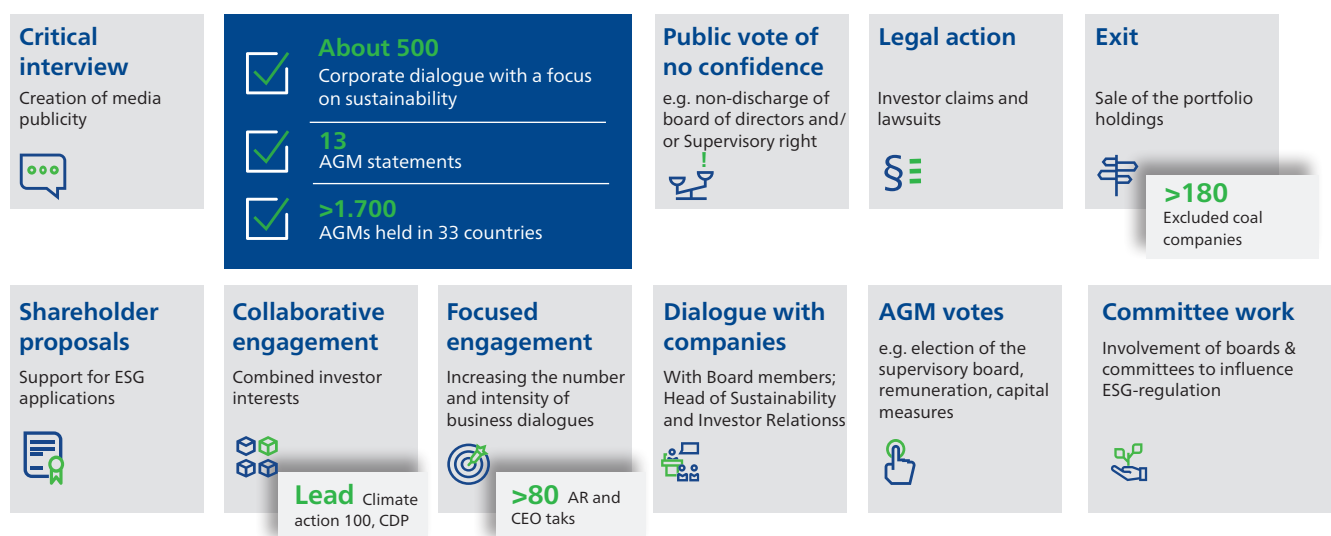 Critical
interview
Creation of media
publicity
About 500
Corporate dialogue with a focus
on sustainability
13
AGM statements
>1.700
AGMs held in 33 countries
Public vote of
no confidence
e.g. non-discharge of
board of directors and/
or Supervisory right
!
Legal action
Investor claims and
lawsuits
§
Exit
Sale of the portfolio
holdings
>180
Excluded coal
companies
Shareholder
proposals
Support for ESG
applications
Collaborative
engagement
Combined investor
interests
Lead Climate
action 100, CDP
Focused
engagement
Increasing the number
and intensity of
business dialogues
>80 AR and
CEO taks
Dialogue with
companies
With Board members;
Head of Sustainability
and Investor Relationss
AGM votes
e.g. election of the
supervisory board,
remuneration, capital
measures
Committee work
Involvement of boards &
committees to influence
ESG-regulation